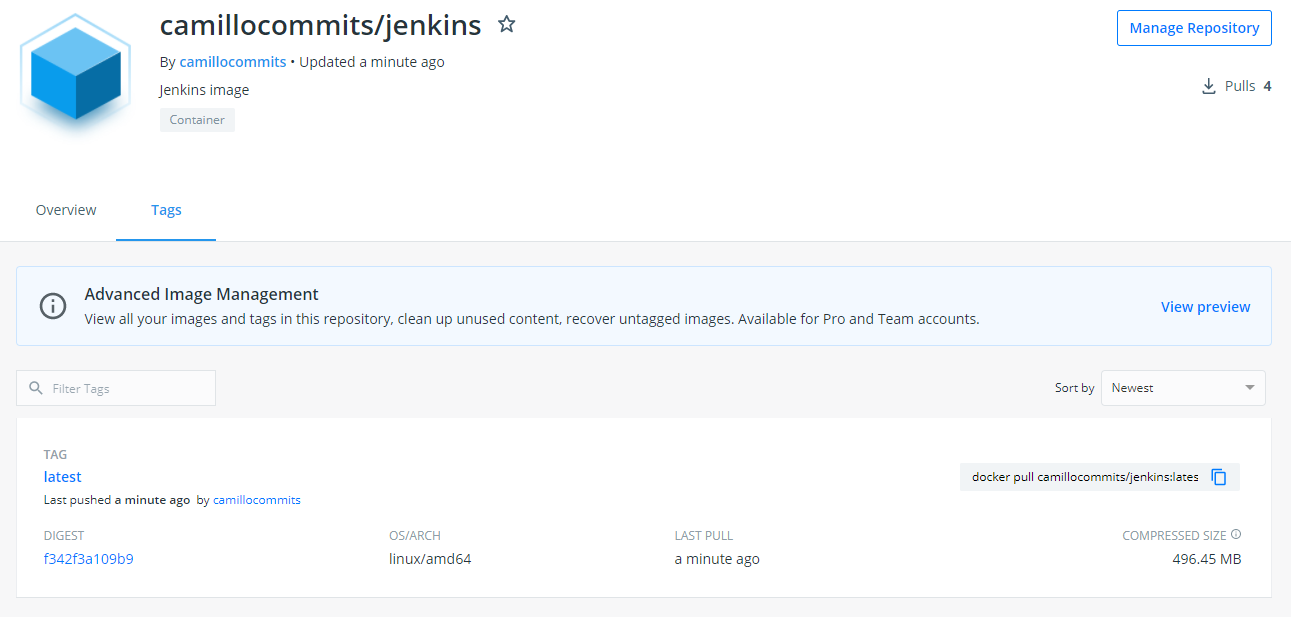 camillocommits/jenkins
By camillocommits • Updated a minute ago
Jenkins image
Container
Manage Repository
Pulls 4
Overview
Tags
Advanced Image Management
View all your images and tags in this repository, clean up unused content, recover untagged images. Available for Pro and Team accounts.
View preview
Filter Tags
Sort by Newest
TAG
latest
Last pushed a minute ago by camillocommits
docker pull camillocommits/jenkins:lates
DIGEST
f342f3a109b9
OS/ARCH
linux/amd64
LAST PULL
a minute ago
COMPRESSED SIZE
496.45 MB